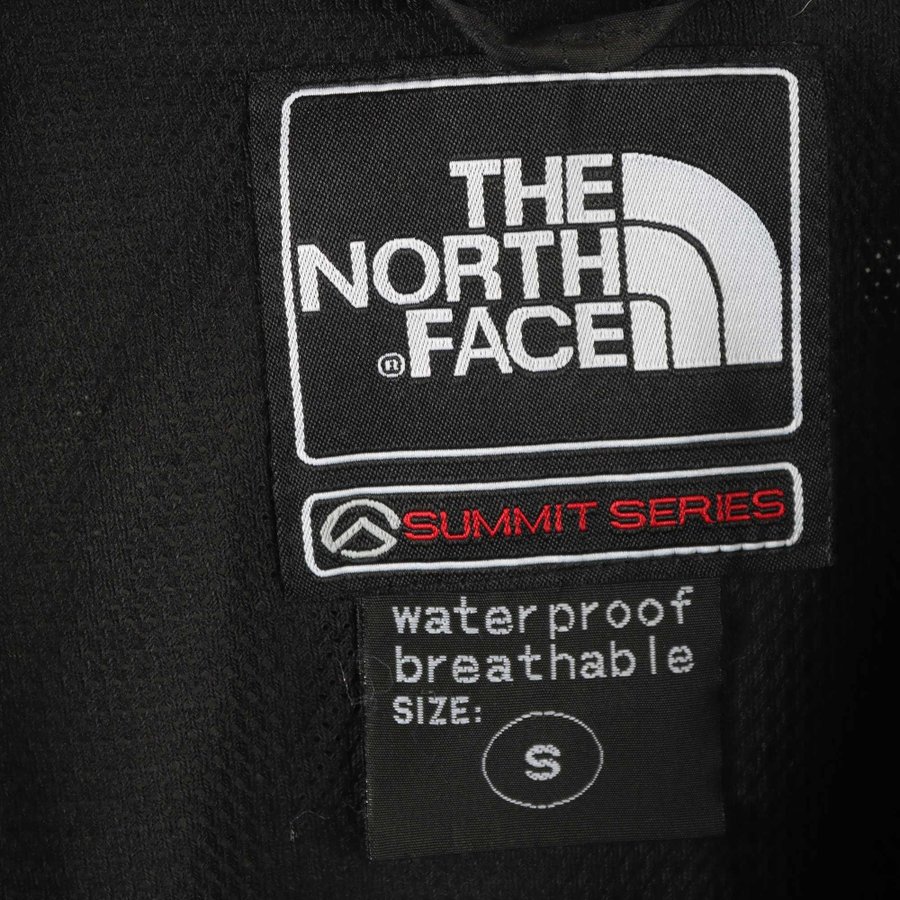 THE
NORTH
® FACE
SUMMIT SERIES
waterproof
breathable
SIZE:
S